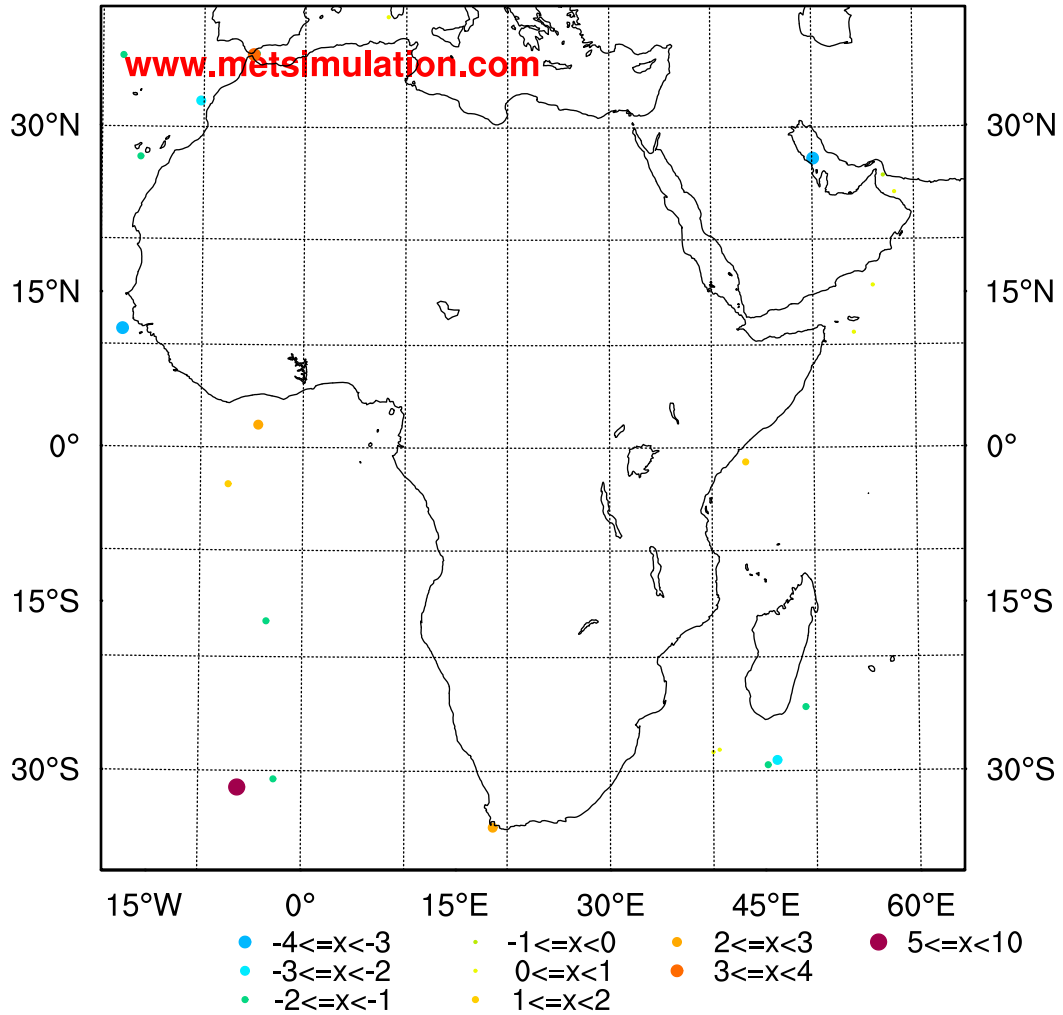 www.metsimulation.com
30°N 30°N
15°N 15°N
0° 0°
15°S 15°S
30°S 30°S
15°W 0° 15°E 30°E 45°E 60°E
-4<=x<-3 -1<=x<0 2<=x<3 5<=x<10
-3<=x<-2 0<=x<1 3<=x<4
-2<=x<-1 1<=x<2